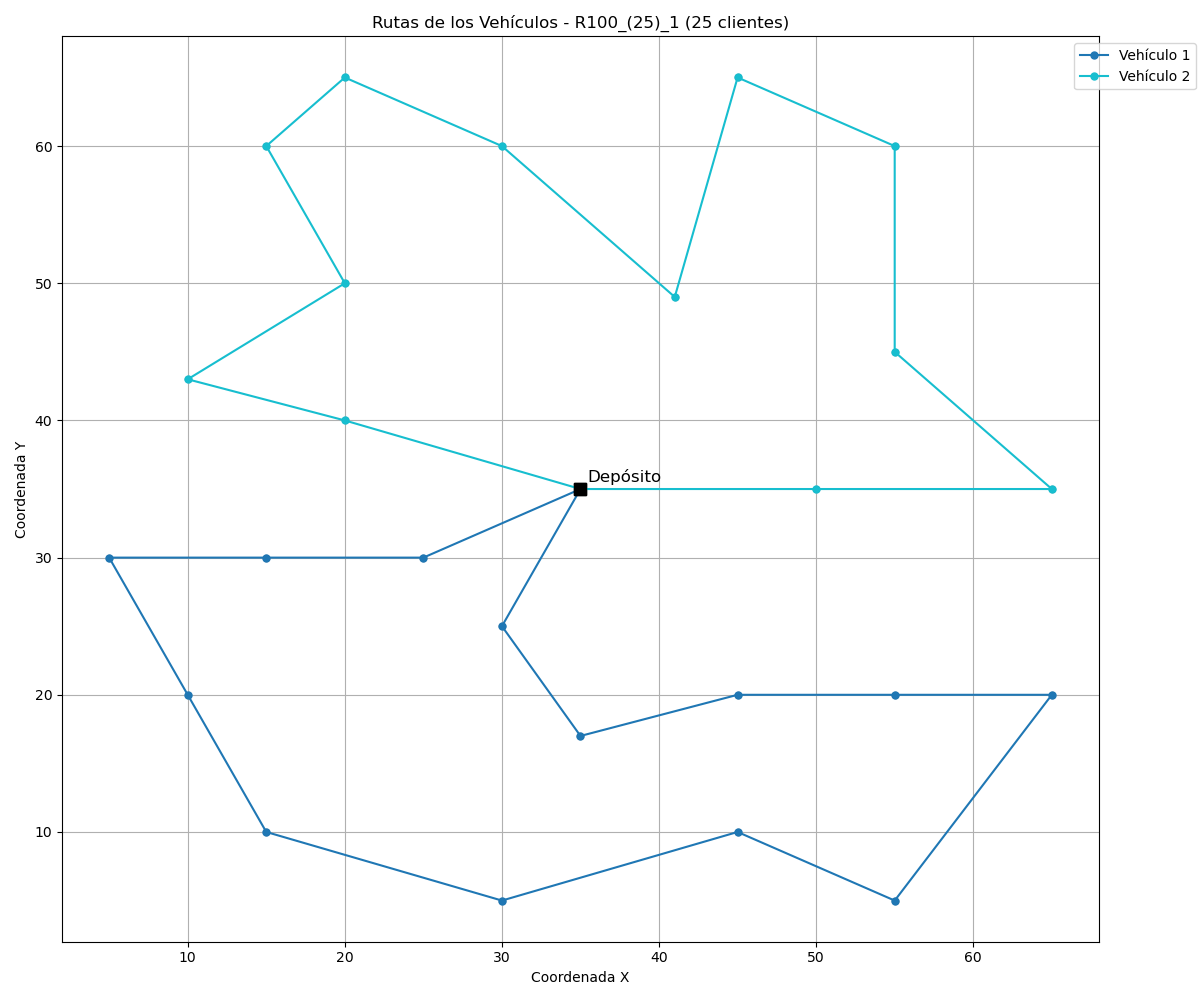 Rutas de los Vehículos - R100_(25)_1 (25 clientes)
Vehículo 1
Vehículo 2
60
50
40
30
20
10
Coordenada Y
Depósito
10 20 30 40 50 60
Coordenada X